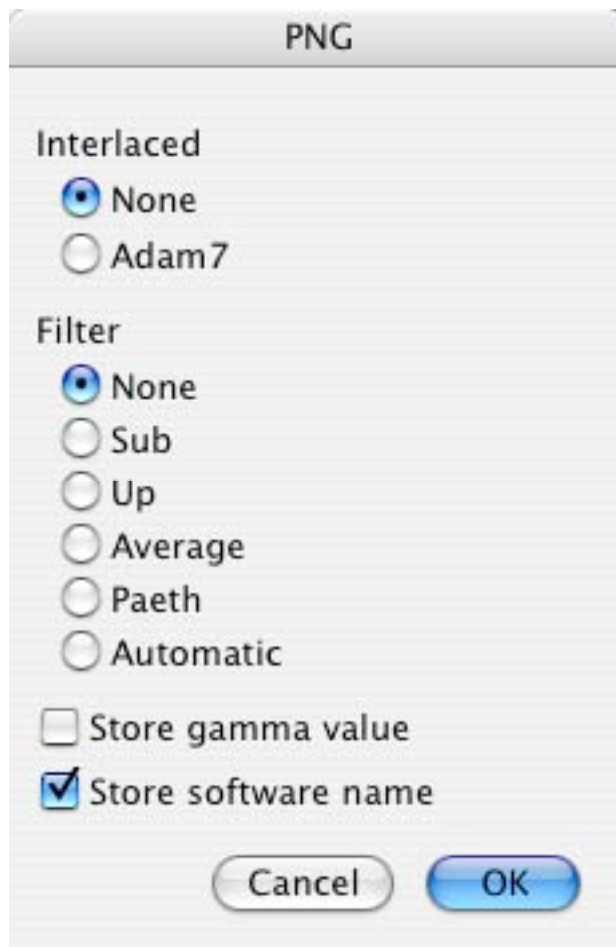 PNG
Interlaced
None
Adam7
Filter
None
Sub
Up
Average
Paeth
Automatic
Store gamma value
Store software name
Cancel OK